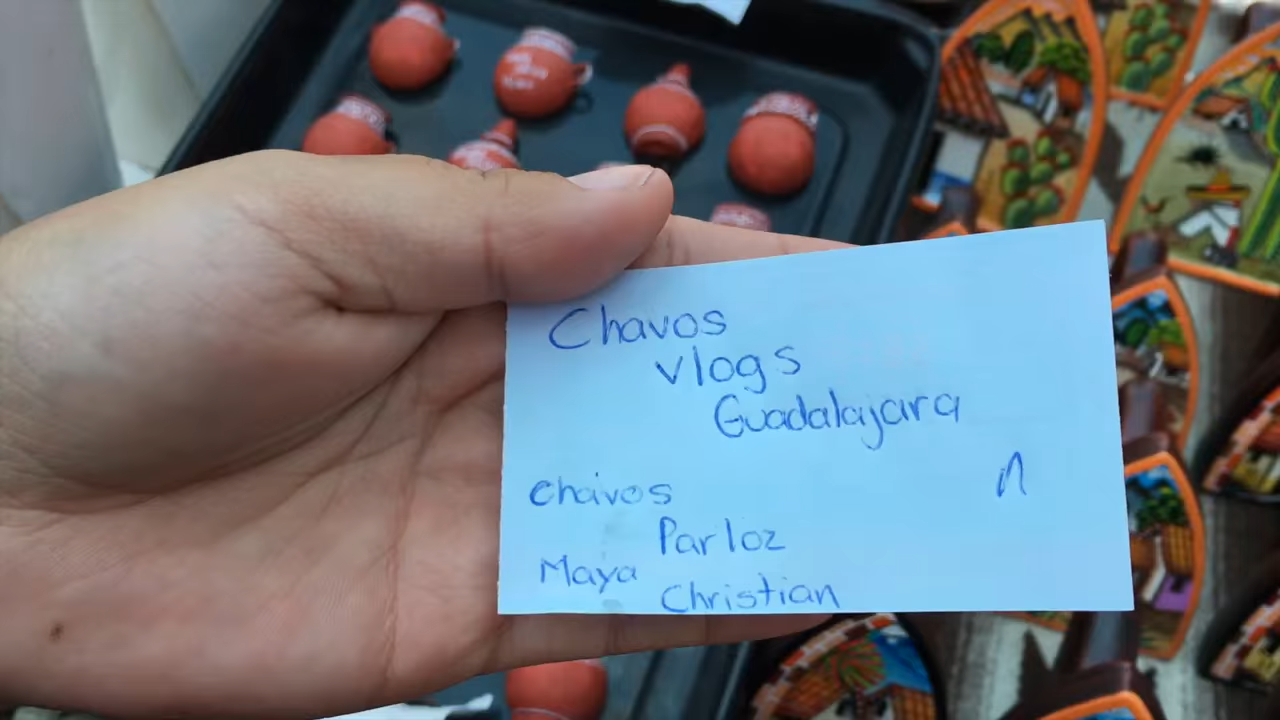 Chavos
vlogs
Guadalajara
n
chavos
Parloz
Maya
Christian